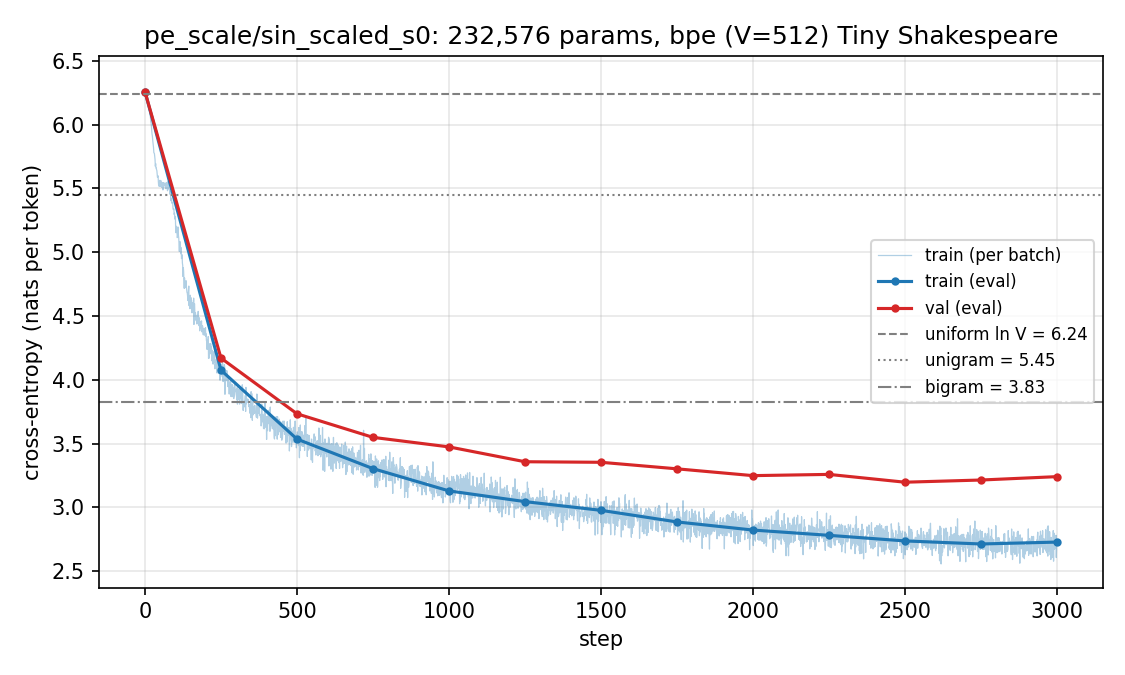 pe_scale/sin_scaled_s0: 232,576 params, bpe (V=512) Tiny Shakespeare
cross-entropy (nats per token)
6.5
6.0
5.5
5.0
4.5
4.0
3.5
3.0
2.5
train (per batch)
train (eval)
val (eval)
uniform ln V = 6.24
unigram = 5.45
bigram = 3.83
0 500 1000 1500 2000 2500 3000
step